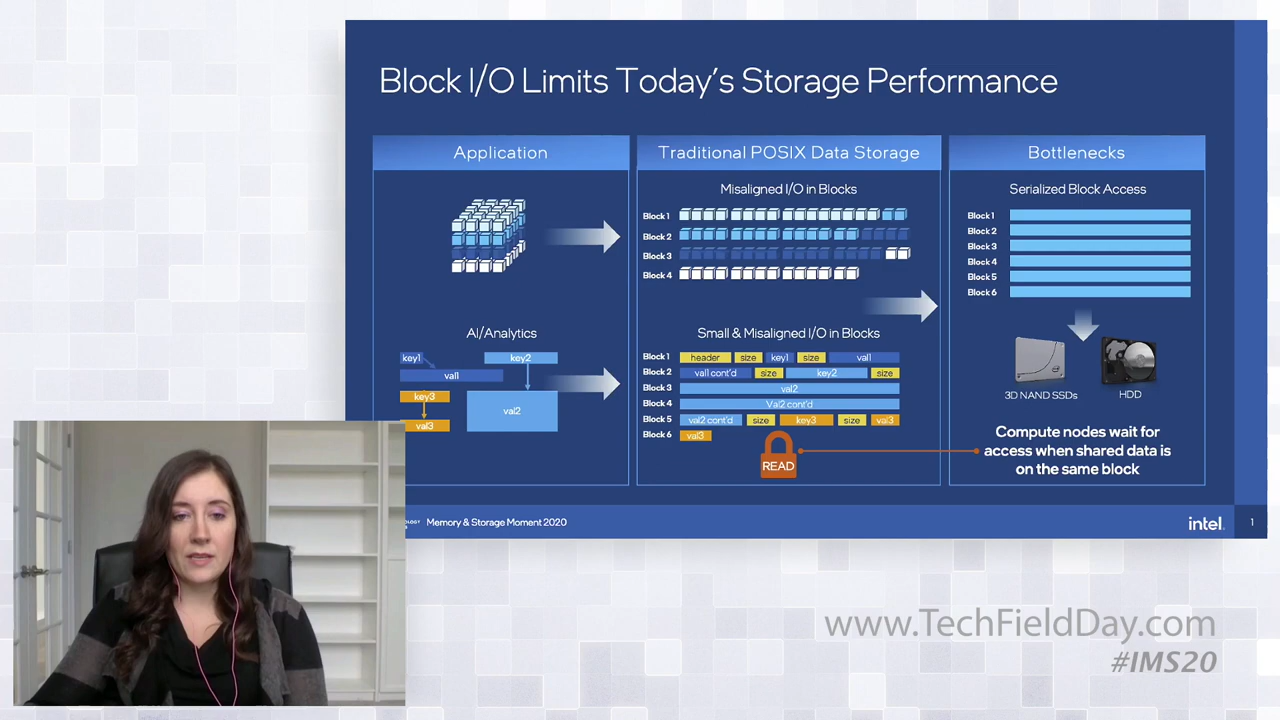 Block I/O Limits Today's Storage Performance
Application
Traditional POSIX Data Storage
Bottlenecks
Misaligned I/O in Blocks
Block 1
Block 2
Block 3
Block 4
AI/Analytics
key1
key2
val1
key3
val2
val3
Small & Misaligned I/O in Blocks
Block 1 header size key1 size val1
Block 2 val1 cont'd size key2 size
Block 3 val2
Block 4 Val2 cont'd
Block 5 val2 cont'd size key3 size val3
Block 6 val3
READ
Serialized Block Access
Block 1
Block 2
Block 3
Block 4
Block 5
Block 6
3D NAND SSDs
HDD
Compute nodes wait for
access when shared data is
on the same block
Memory & Storage Moment 2020
intel.
1
www.TechFieldDay.com
#IMS20